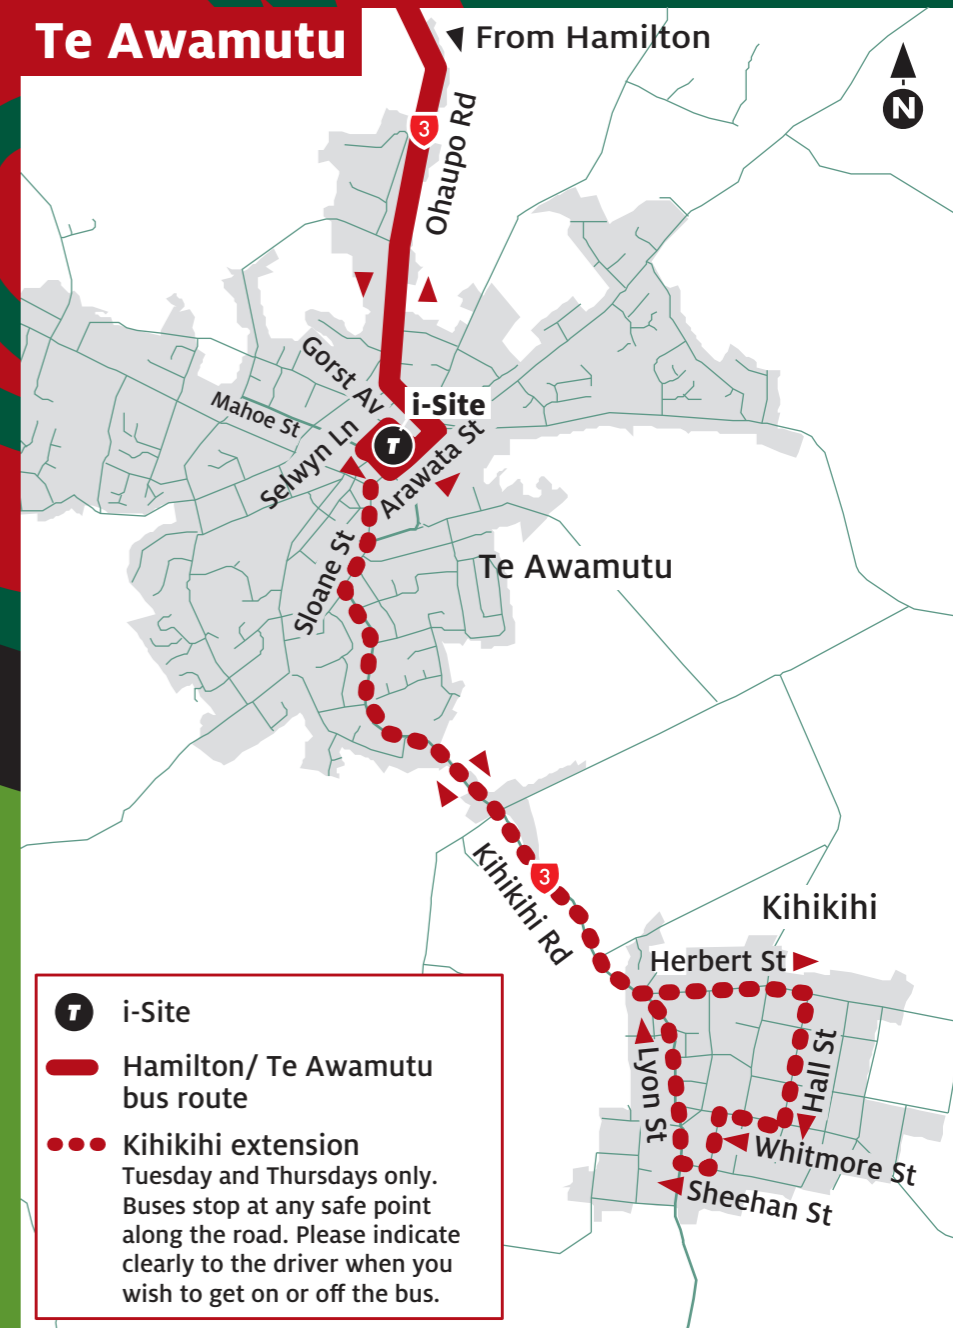 Te Awamutu
From Hamilton
N
3
Ohaupo Rd
Gorst Av
i-Site
Mahoe St
Selwyn Ln
T
Arawata St
Sloane St
Te Awamutu
3
Kihikihi Rd
Kihikihi
Herbert St
Hall St
Lyon St
Whitmore St
Sheehan St
T
i-Site
Hamilton/ Te Awamutu
bus route
Kihikihi extension
Tuesday and Thursdays only.
Buses stop at any safe point
along the road. Please indicate
clearly to the driver when you
wish to get on or off the bus.